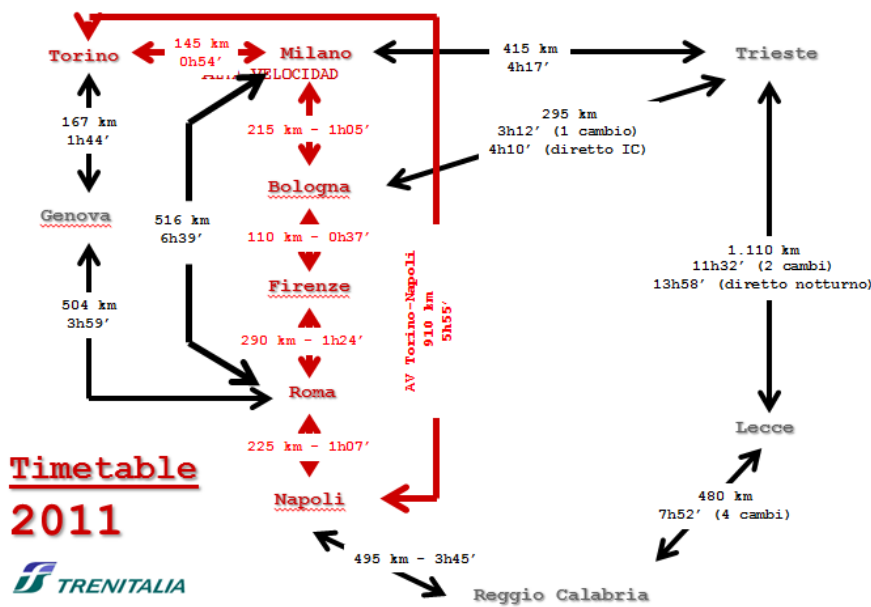 Torino
145 km
0h54’
Milano
ALTA VELOCIDAD
415 km
4h17’
Trieste
167 km
1h44’
215 km – 1h05’
295 km
3h12’ (1 cambio)
4h10’ (diretto IC)
Bologna
Genova
516 km
6h39’
110 km – 0h37’
1.110 km
11h32’ (2 cambi)
13h58’ (diretto notturno)
Firenze
504 km
3h59’
290 km – 1h24’
AV Torino-Napoli
910 km
5h55’
Roma
Lecce
225 km – 1h07’
Timetable
2011
Napoli
480 km
7h52’ (4 cambi)
495 km – 3h45’
TRENITALIA
Reggio Calabria